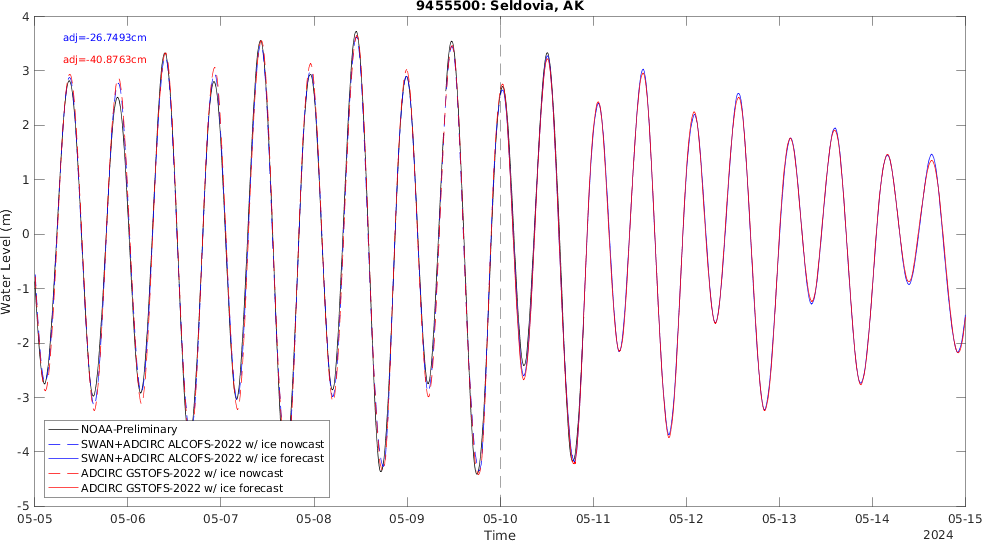 9455500: Seldovia, AK
adj=-26.7493cm
adj=-40.8763cm
Water Level (m)
4
3
2
1
0
-1
-2
-3
-4
-5
NOAA-Preliminary
SWAN+ADCIRC ALCOFS-2022 w/ ice nowcast
SWAN+ADCIRC ALCOFS-2022 w/ ice forecast
ADCIRC GSTOFS-2022 w/ ice nowcast
ADCIRC GSTOFS-2022 w/ ice forecast
05-05 05-06 05-07 05-08 05-09 05-10 05-11 05-12 05-13 05-14 05-15
Time
2024